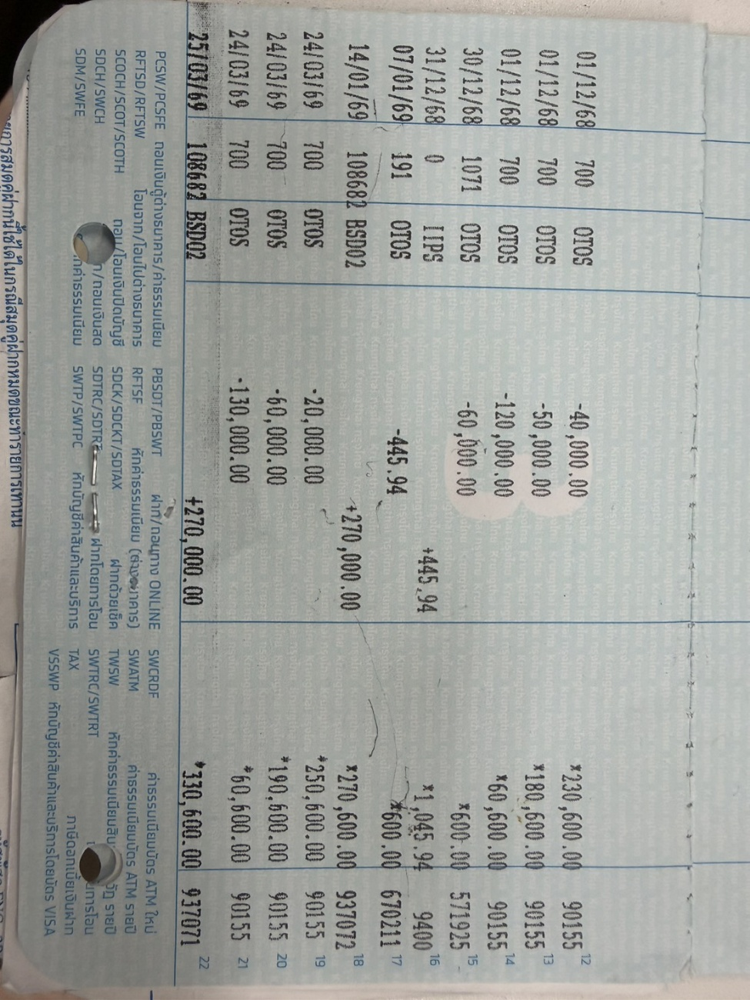 01/12/68 700 OTOS -40,000.00 *230,600.00 90155 12
01/12/68 700 OTOS -50,000.00 *180,600.00 90155 13
01/12/68 700 OTOS -120,000.00 *60,600.00 90155 14
30/12/68 1071 OTOS -60,000.00 *600.00 571925 15
31/12/68 0 IIPS +445.94 *1,045.94 9400 16
07/01/69 191 OTOS -445.94 *600.00 670211 17
14/01/69 108682 BSD02 +270,000.00 *270,600.00 937072 18
24/03/69 700 OTOS -20,000.00 *250,600.00 90155 19
24/03/69 700 OTOS -60,000.00 *190,600.00 90155 20
24/03/69 700 OTOS -130,000.00 *60,600.00 90155 21
25/03/69 108682 BSD02 +270,000.00 *330,600.00 937071 22
PCSW/PCSFE ถอนเงินตู้ต่างธนาคาร/ค่าธรรมเนียม PBSDT/PBSWT ฝาก/ถอนทาง ONLINE SWCRDF ค่าธรรมเนียมบัตร ATM ใหม่
RFTSD/RFTSW โอนจาก/โอนไปต่างธนาคาร RFTSF หักค่าธรรมเนียม (ต่างธนาคาร) SWATM ค่าธรรมเนียมบัตร ATM รายปี
SCOCH/SCOT/SCOTH ถอน/โอนเงินปิดบัญชี SDCK/SDCKT/SDTAX ฝากด้วยเช็ค TWSW หักค่าธรรมเนียมสิน รายปี
SDCH/SWCH /ถอนเงินสด SDTRC/SDTRT ฝากโดยการโอน SWTRC/SWTRT การโอน
SDM/SWFE ค่าธรรมเนียม SWTP/SWTPC หักบัญชีค่าสินค้าและบริการ TAX ภาษีดอกเบี้ยเงินฝาก
VSSWP หักบัญชีค่าสินค้าและบริการโดยบัตร VISA
รายการสมุดคู่ฝากนี้ใช้ได้ในกรณีสมุดคู่ฝากหมดขณะทำรายการเท่านั้น